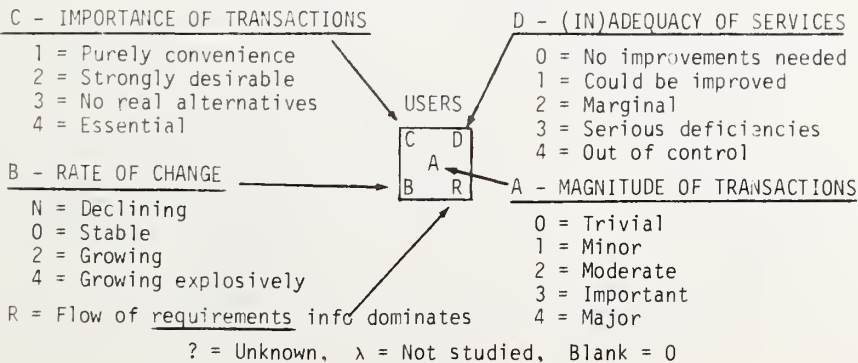 C - IMPORTANCE OF TRANSACTIONS
1 = Purely convenience
2 = Strongly desirable
3 = No real alternatives
4 = Essential
D - (IN)ADEQUACY OF SERVICES
0 = No improvements needed
1 = Could be improved
2 = Marginal
3 = Serious deficiencies
4 = Out of control
USERS
C D
A
B R
B - RATE OF CHANGE
N = Declining
0 = Stable
2 = Growing
4 = Growing explosively
A - MAGNITUDE OF TRANSACTIONS
0 = Trivial
1 = Minor
2 = Moderate
3 = Important
4 = Major
R = Flow of requirements info dominates
? = Unknown, λ = Not studied, Blank = 0